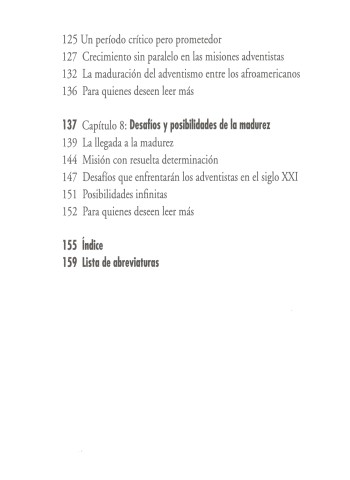 125 Un período crítico pero prometedor
127 Crecimiento sin paralelo en las misiones adventistas
132 La maduración del adventismo entre los afroamericanos
136 Para quienes deseen leer más
137 Capítulo 8: Desafíos y posibilidades de la madurez
139 La llegada a la madurez
144 Misión con resuelta determinación
147 Desafíos que enfrentarán los adventistas en el siglo XXI
151 Posibilidades infinitas
152 Para quienes deseen leer más
155 Índice
159 Lista de abreviaturas